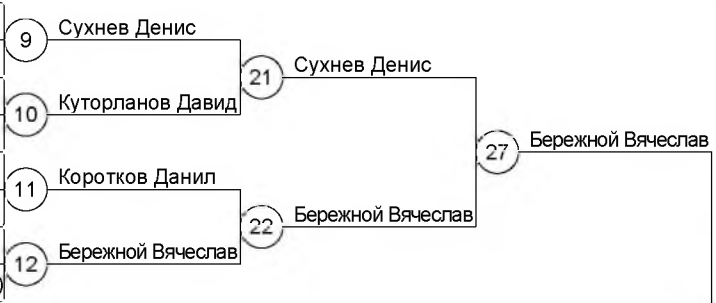 9 Сухнев Денис
21 Сухнев Денис
10 Куторланов Давид
27 Бережной Вячеслав
11 Коротков Данил
22 Бережной Вячеслав
12 Бережной Вячеслав